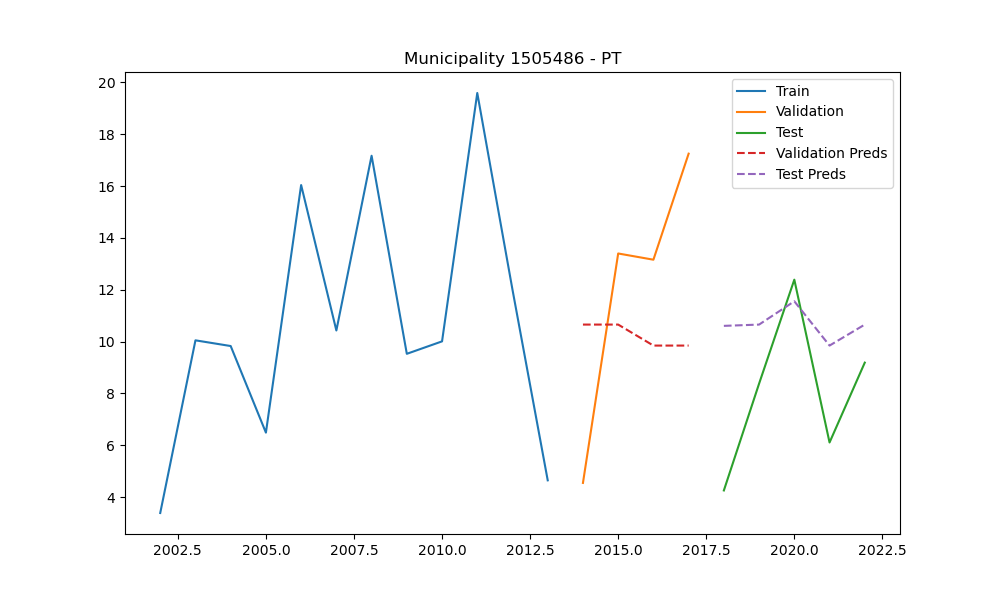 Municipality 1505486 - PT
20
18
16
14
12
10
8
6
4
Train
Validation
Test
Validation Preds
Test Preds
2002.5 2005.0 2007.5 2010.0 2012.5 2015.0 2017.5 2020.0 2022.5